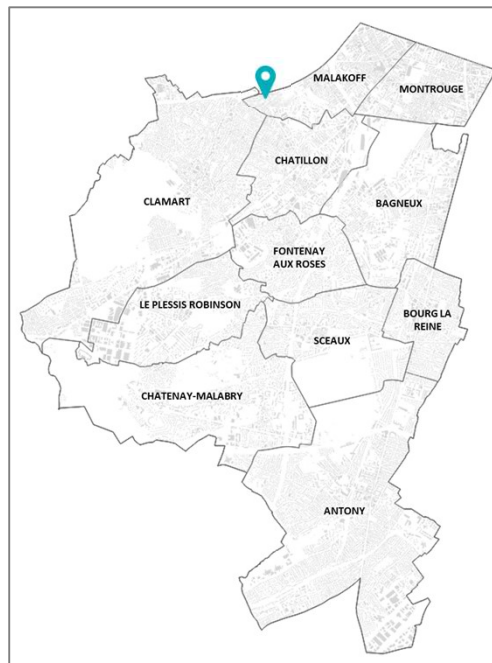 MALAKOFF
MONTROUGE
CHATILLON
CLAMART
BAGNEUX
FONTENAY
AUX ROSES
LE PLESSIS ROBINSON
BOURG LA
REINE
SCEAUX
CHATENAY-MALABRY
ANTONY